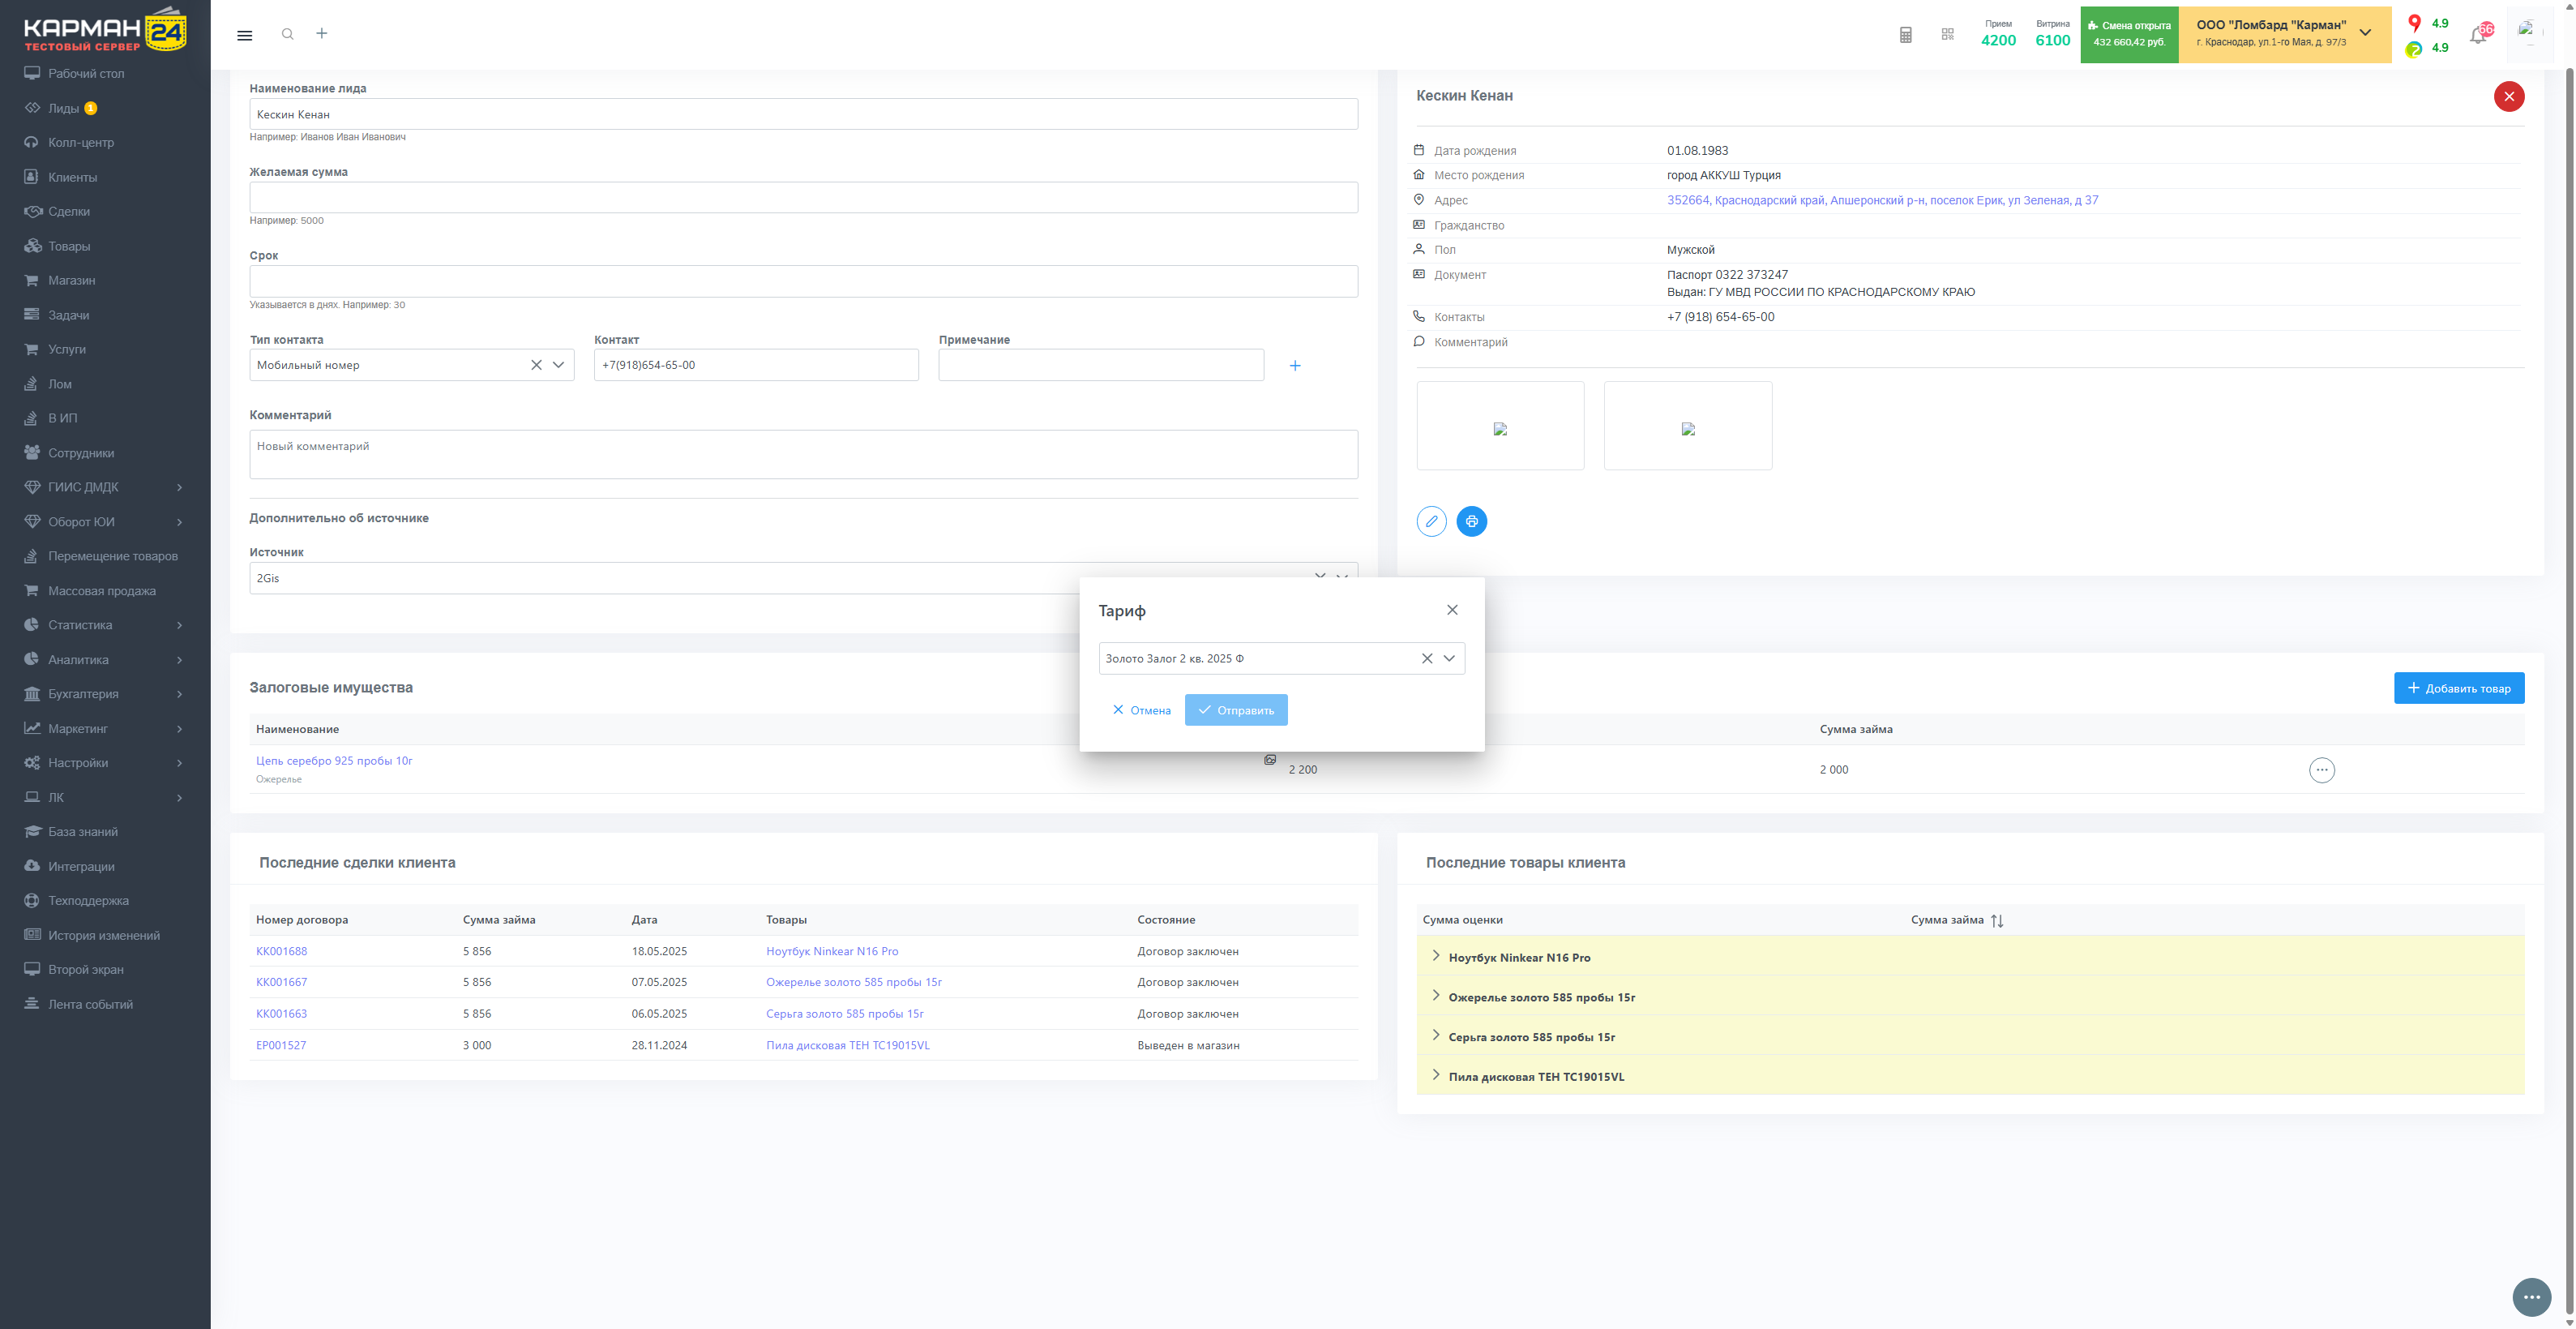 КАРМАН 24
ТЕСТОВЫЙ СЕРВЕР
Рабочий стол
Лиды 1
Колл-центр
Клиенты
Сделки
Товары
Магазин
Задачи
Услуги
Лом
В ИП
Сотрудники
ГИИС ДМДК
Оборот ЮИ
Перемещение товаров
Массовая продажа
Статистика
Аналитика
Бухгалтерия
Маркетинг
Настройки
ЛК
База знаний
Интеграции
Техподдержка
История изменений
Второй экран
Лента событий
Прием
4200
Витрина
6100
Смена открыта
432 660,42 руб.
ООО "Ломбард "Карман"
г. Краснодар, ул.1-го Мая, д. 97/3
4.9
4.9
Наименование лида
Кескин Кенан
Например: Иванов Иван Иванович
Желаемая сумма
Например: 5000
Срок
Указывается в днях. Например: 30
Тип контакта
Контакт
Примечание
Мобильный номер
+7(918)654-65-00
Комментарий
Новый комментарий
Дополнительно об источнике
Источник
2Gis
Кескин Кенан
Дата рождения 01.08.1983
Место рождения город АККУШ Турция
Адрес 352664, Краснодарский край, Апшеронский р-н, поселок Ерик, ул Зеленая, д 37
Гражданство
Пол Мужской
Документ Паспорт 0322 373247
Выдан: ГУ МВД РОССИИ ПО КРАСНОДАРСКОМУ КРАЮ
Контакты +7 (918) 654-65-00
Комментарий
Тариф
Золото Залог 2 кв. 2025 Ф
Отмена
Отправить
Залоговые имущества
Добавить товар
Наименование
Сумма займа
Цепь серебро 925 пробы 10г
Ожерелье
2 200
2 000
Последние сделки клиента
Номер договора Сумма займа Дата Товары Состояние
КК001688 5 856 18.05.2025 Ноутбук Ninkear N16 Pro Договор заключен
КК001667 5 856 07.05.2025 Ожерелье золото 585 пробы 15г Договор заключен
КК001663 5 856 06.05.2025 Серьга золото 585 пробы 15г Договор заключен
ЕР001527 3 000 28.11.2024 Пила дисковая ТЕН ТС19015VL Выведен в магазин
Последние товары клиента
Сумма оценки Сумма займа
Ноутбук Ninkear N16 Pro
Ожерелье золото 585 пробы 15г
Серьга золото 585 пробы 15г
Пила дисковая ТЕН ТС19015VL